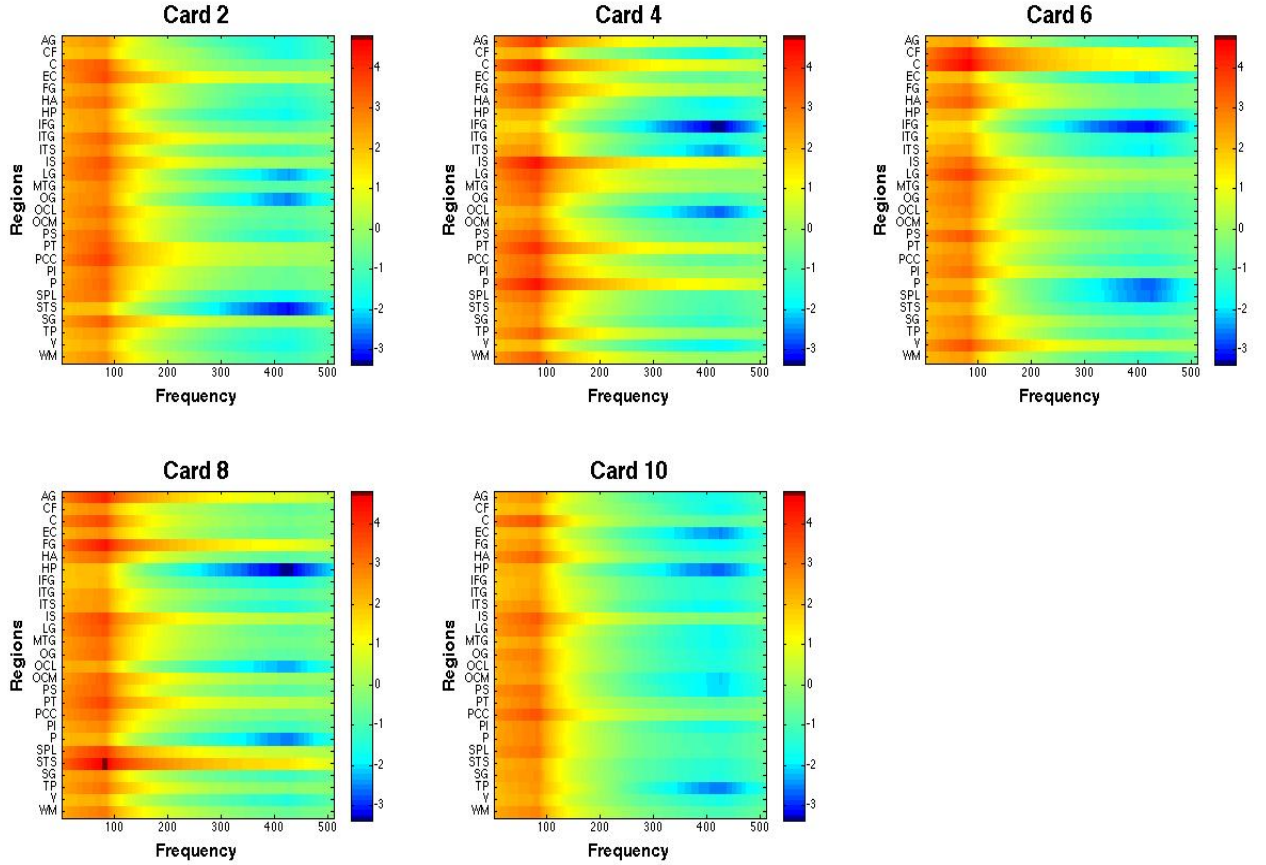 Card 2
Regions
AG
CF
C
EC
FG
HA
HP
IFG
ITG
ITS
IS
LG
MTG
OG
OCL
OCM
PS
PT
PCC
PI
P
SPL
STS
SG
TP
V
WM
100 200 300 400 500
Frequency
4
3
2
1
0
-1
-2
-3
Card 4
Regions
AG
CF
C
EC
FG
HA
HP
IFG
ITG
ITS
IS
LG
MTG
OG
OCL
OCM
PS
PT
PCC
PI
P
SPL
STS
SG
TP
V
WM
100 200 300 400 500
Frequency
4
3
2
1
0
-1
-2
-3
Card 6
Regions
AG
CF
C
EC
FG
HA
HP
IFG
ITG
ITS
IS
LG
MTG
OG
OCL
OCM
PS
PT
PCC
PI
P
SPL
STS
SG
TP
V
WM
100 200 300 400 500
Frequency
4
3
2
1
0
-1
-2
-3
Card 8
Regions
AG
CF
C
EC
FG
HA
HP
IFG
ITG
ITS
IS
LG
MTG
OG
OCL
OCM
PS
PT
PCC
PI
P
SPL
STS
SG
TP
V
WM
100 200 300 400 500
Frequency
4
3
2
1
0
-1
-2
-3
Card 10
Regions
AG
CF
C
EC
FG
HA
HP
IFG
ITG
ITS
IS
LG
MTG
OG
OCL
OCM
PS
PT
PCC
PI
P
SPL
STS
SG
TP
V
WM
100 200 300 400 500
Frequency
4
3
2
1
0
-1
-2
-3